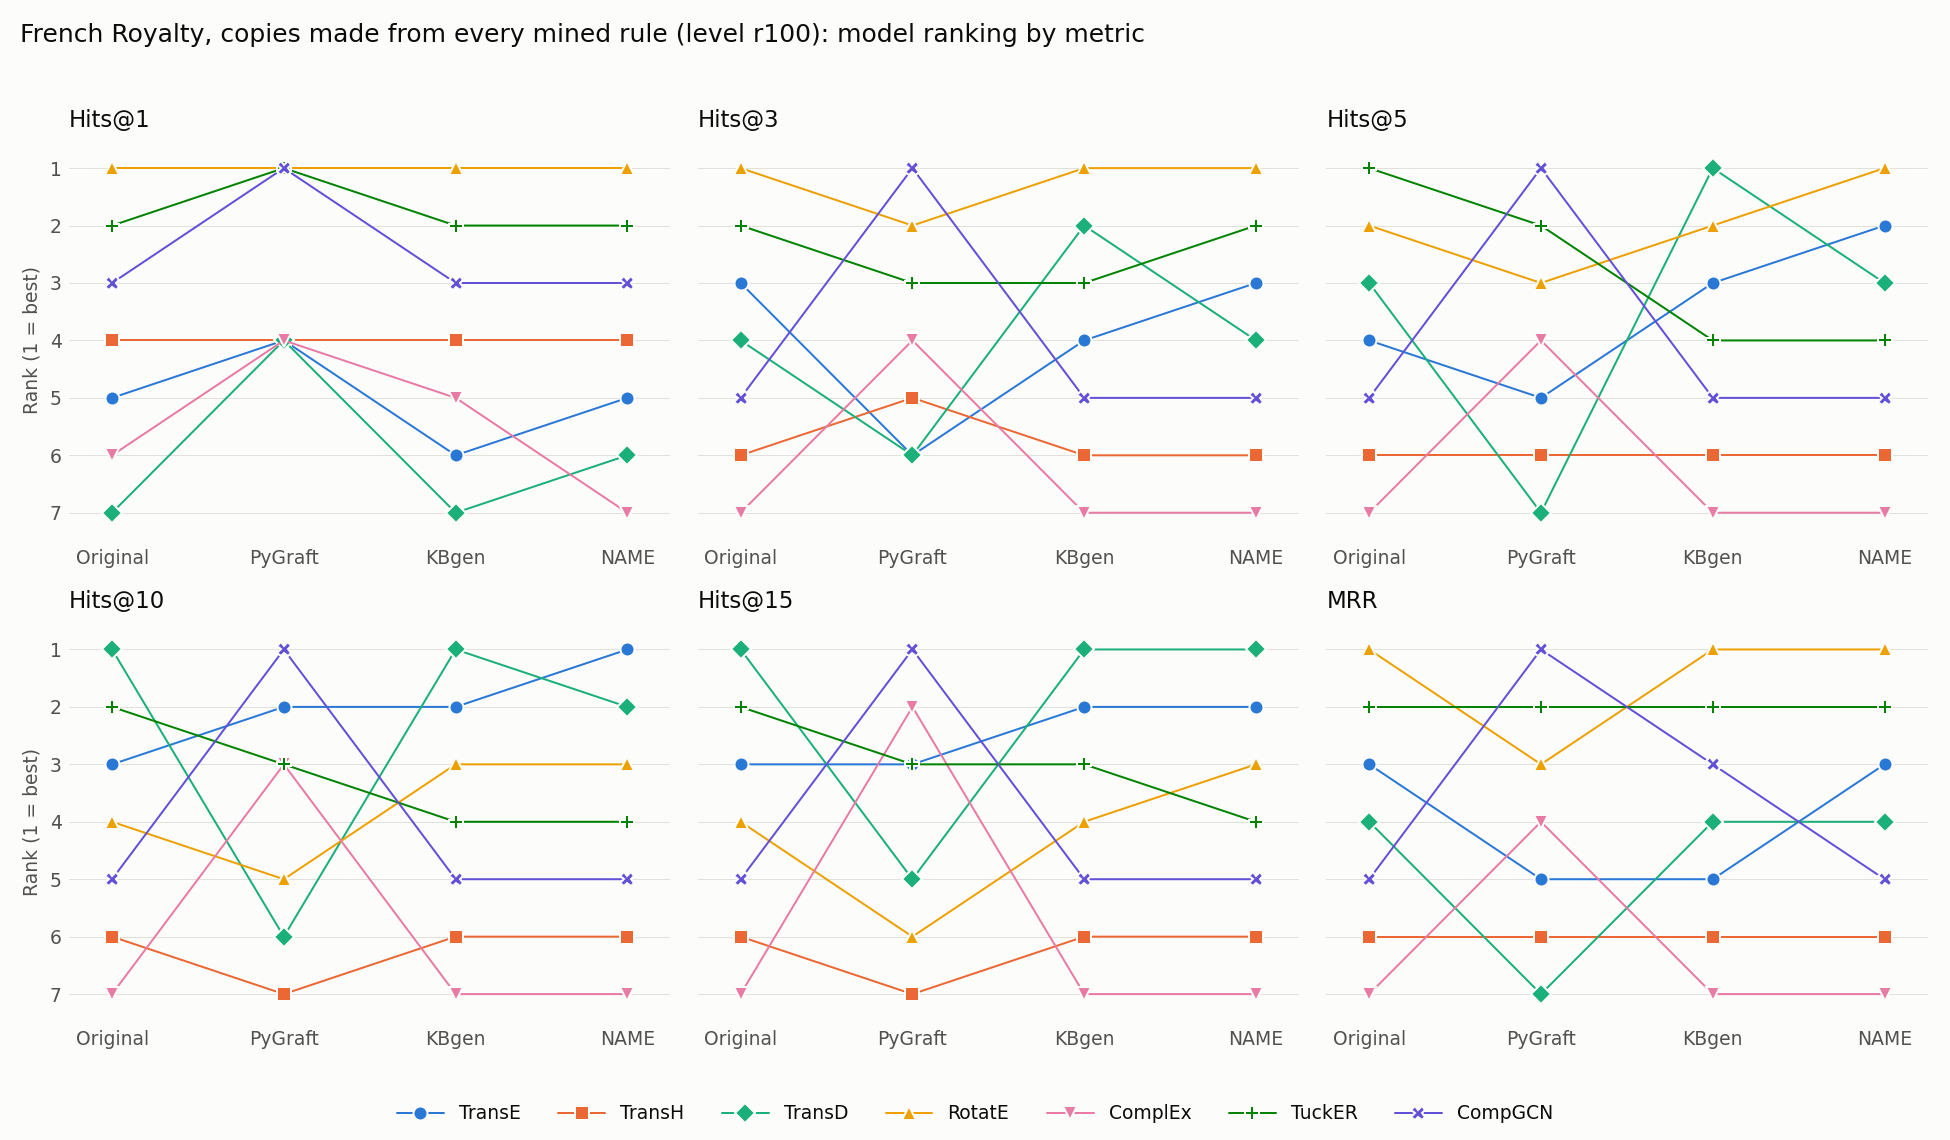 French Royalty, copies made from every mined rule (level r100): model ranking by metric
Hits@1
Hits@3
Hits@5
Rank (1 = best)
1
2
3
4
5
6
7
Original PyGraft KBgen NAME
Original PyGraft KBgen NAME
Original PyGraft KBgen NAME
Hits@10
Hits@15
MRR
Rank (1 = best)
1
2
3
4
5
6
7
Original PyGraft KBgen NAME
Original PyGraft KBgen NAME
Original PyGraft KBgen NAME
TransE TransH TransD RotatE ComplEx TuckER CompGCN